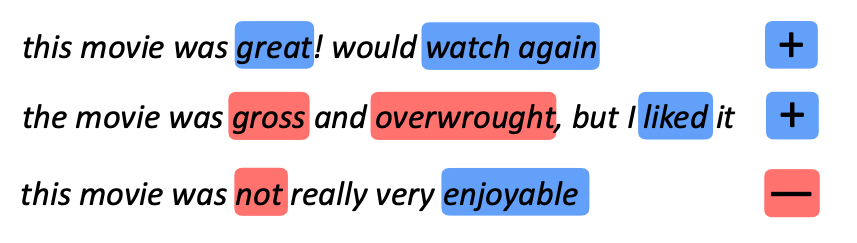 this movie was great! would watch again +
the movie was gross and overwrought, but I liked it +
this movie was not really very enjoyable —